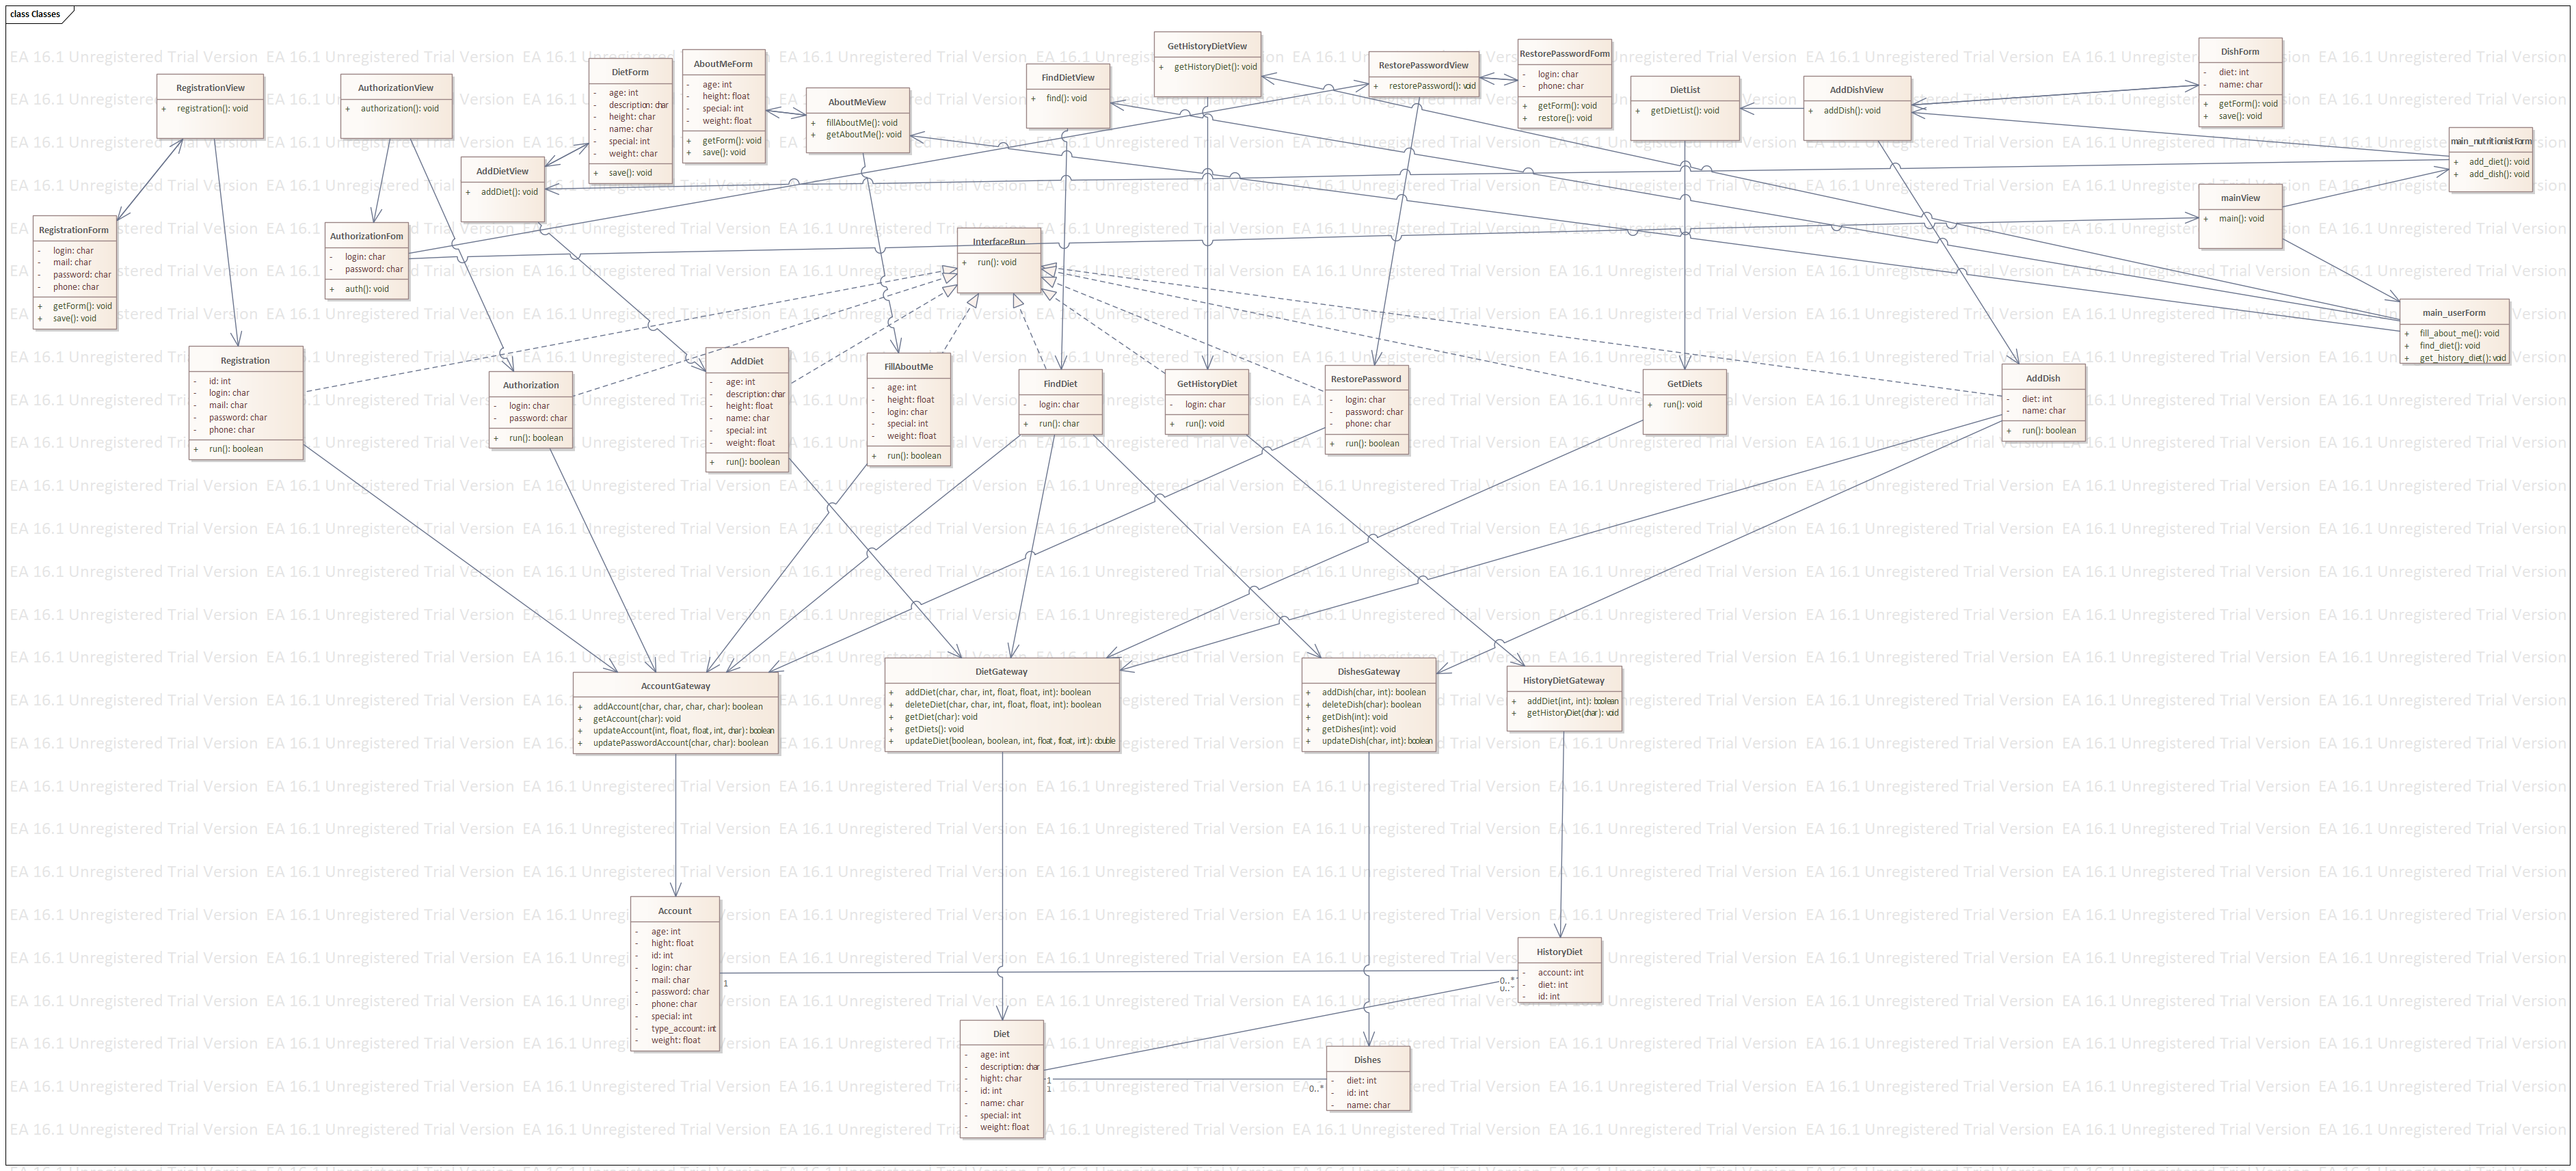 class Classes
EA 16.1 Unregistered Trial Version
RegistrationView
+ registration(): void
AuthorizationView
+ authorization(): void
DietForm
- age: int
- description: char
- height: char
- name: char
- special: int
- weight: char
+ save(): void
AboutMeForm
- age: int
- height: float
- special: int
- weight: float
+ getForm(): void
+ save(): void
AboutMeView
+ fillAboutMe(): void
+ getAboutMe(): void
FindDietView
+ find(): void
GetHistoryDietView
+ getHistoryDiet(): void
RestorePasswordView
+ restorePassword(): void
RestorePasswordForm
- login: char
- phone: char
+ getForm(): void
+ restore(): void
DietList
+ getDietList(): void
AddDishView
+ addDish(): void
DishForm
- diet: int
- name: char
+ getForm(): void
+ save(): void
main_nutritionistForm
+ add_diet(): void
+ add_dish(): void
AddDietView
+ addDiet(): void
mainView
+ main(): void
RegistrationForm
- login: char
- mail: char
- password: char
- phone: char
+ getForm(): void
+ save(): void
AuthorizationFom
- login: char
- password: char
+ auth(): void
InterfaceRun
+ run(): void
main_userForm
+ fill_about_me(): void
+ find_diet(): void
+ get_history_diet(): void
Registration
- id: int
- login: char
- mail: char
- password: char
- phone: char
+ run(): boolean
Authorization
- login: char
- password: char
+ run(): boolean
AddDiet
- age: int
- description: char
- height: float
- name: char
- special: int
- weight: float
+ run(): boolean
FillAboutMe
- age: int
- height: float
- login: char
- special: int
- weight: float
+ run(): boolean
FindDiet
- login: char
+ run(): char
GetHistoryDiet
- login: char
+ run(): void
RestorePassword
- login: char
- password: char
- phone: char
+ run(): boolean
GetDiets
+ run(): void
AddDish
- diet: int
- name: char
+ run(): boolean
AccountGateway
+ addAccount(char, char, char, char): boolean
+ getAccount(char): void
+ updateAccount(int, float, float, int, char): boolean
+ updatePasswordAccount(char, char): boolean
DietGateway
+ addDiet(char, char, int, float, float, int): boolean
+ deleteDiet(char, char, int, float, float, int): boolean
+ getDiet(char): void
+ getDiets(): void
+ updateDiet(boolean, boolean, int, float, float, int): double
DishesGateway
+ addDish(char, int): boolean
+ deleteDish(char): boolean
+ getDish(int): void
+ getDishes(int): void
+ updateDish(char, int): boolean
HistoryDietGateway
+ addDiet(int, int): boolean
+ getHistoryDiet(char): void
Account
- age: int
- hight: float
- id: int
- login: char
- mail: char
- password: char
- phone: char
- special: int
- type_account: int
- weight: float
1
HistoryDiet
- account: int
- diet: int
- id: int
0..*
0..*
Diet
- age: int
- description: char
- hight: char
- id: int
- name: char
- special: int
- weight: float
1
1
0..*
Dishes
- diet: int
- id: int
- name: char